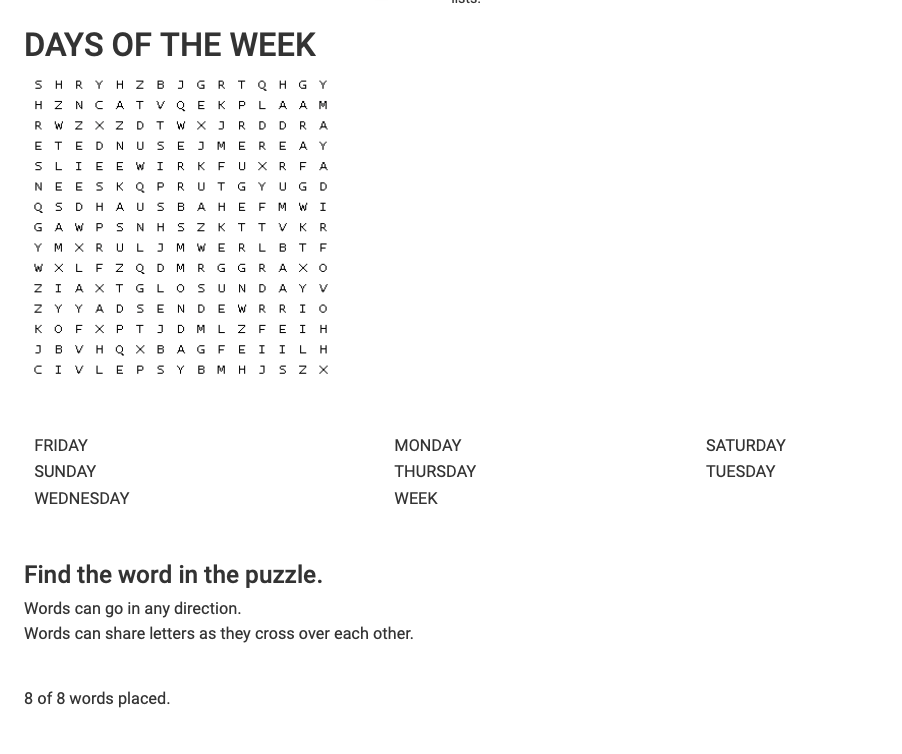 lists.
DAYS OF THE WEEK
S H R Y H Z B J G R T Q H G Y
H Z N C A T V Q E K P L A A M
R W Z X Z D T W X J R D D R A
E T E D N U S E J M E R E A Y
S L I E E W I R K F U X R F A
N E E S K Q P R U T G Y U G D
Q S D H A U S B A H E F M W I
G A W P S N H S Z K T T V K R
Y M X R U L J M W E R L B T F
W X L F Z Q D M R G G R A X O
Z I A X T G L O S U N D A Y V
Z Y Y A D S E N D E W R R I O
K O F X P T J D M L Z F E I H
J B V H Q X B A G F E I I L H
C I V L E P S Y B M H J S Z X
FRIDAY MONDAY SATURDAY
SUNDAY THURSDAY TUESDAY
WEDNESDAY WEEK
Find the word in the puzzle.
Words can go in any direction.
Words can share letters as they cross over each other.
8 of 8 words placed.